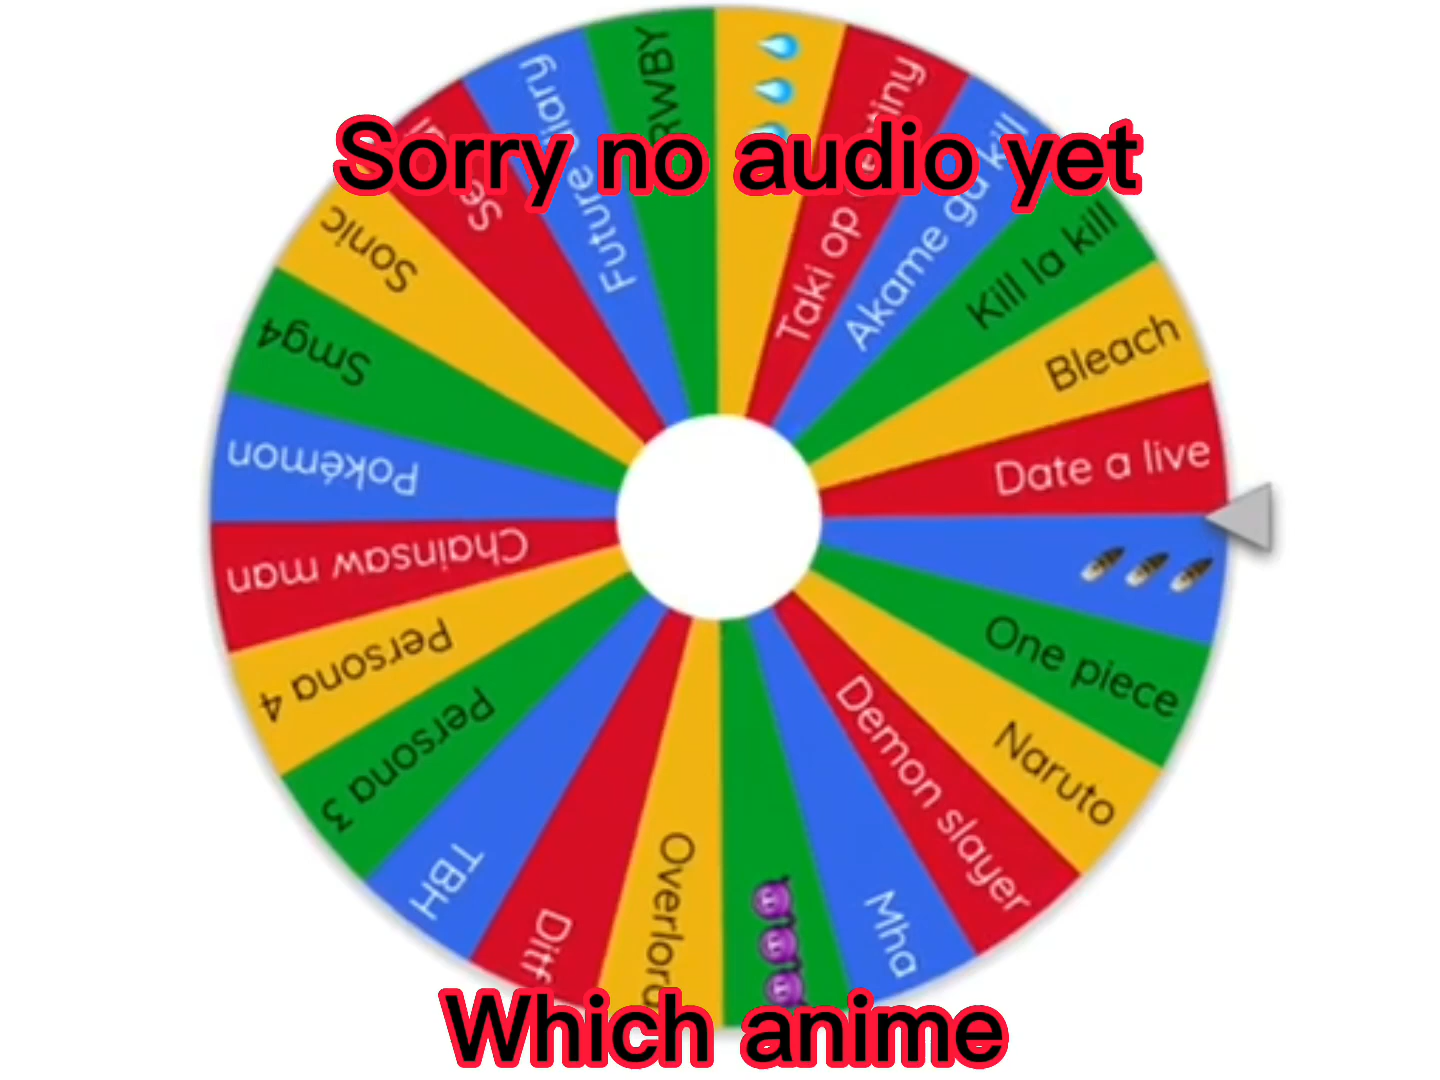 Sorry no audio yet
RWBY
Taki op
Akame ga kill
Kill la kill
Bleach
Date a live
One piece
Naruto
Demon slayer
Mha
Overlord
TBH
Persona 3
Persona 4
Chainsaw man
Pokémon
Smg4
Sonic
Future diary
Which anime